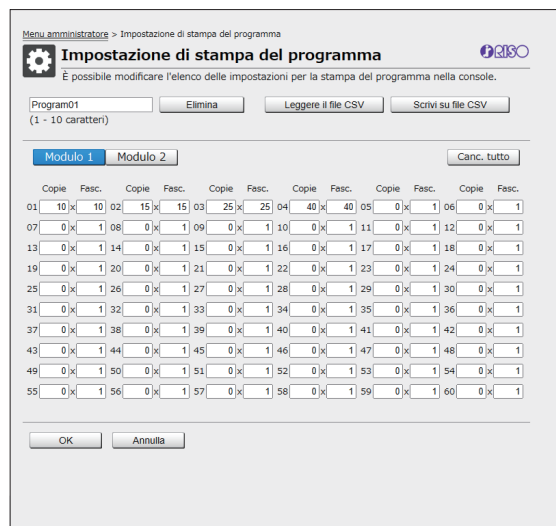 Menu amministratore > Impostazione di stampa del programma
Impostazione di stampa del programma
RISO
È possibile modificare l'elenco delle impostazioni per la stampa del programma nella console.
Program01 Elimina Leggere il file CSV Scrivi su file CSV
(1 - 10 caratteri)
Modulo 1 Modulo 2 Canc. tutto
Copie Fasc. Copie Fasc. Copie Fasc. Copie Fasc. Copie Fasc. Copie Fasc.
01 10 x 10 02 15 x 15 03 25 x 25 04 40 x 40 05 0 x 1 06 0 x 1
07 0 x 1 08 0 x 1 09 0 x 1 10 0 x 1 11 0 x 1 12 0 x 1
13 0 x 1 14 0 x 1 15 0 x 1 16 0 x 1 17 0 x 1 18 0 x 1
19 0 x 1 20 0 x 1 21 0 x 1 22 0 x 1 23 0 x 1 24 0 x 1
25 0 x 1 26 0 x 1 27 0 x 1 28 0 x 1 29 0 x 1 30 0 x 1
31 0 x 1 32 0 x 1 33 0 x 1 34 0 x 1 35 0 x 1 36 0 x 1
37 0 x 1 38 0 x 1 39 0 x 1 40 0 x 1 41 0 x 1 42 0 x 1
43 0 x 1 44 0 x 1 45 0 x 1 46 0 x 1 47 0 x 1 48 0 x 1
49 0 x 1 50 0 x 1 51 0 x 1 52 0 x 1 53 0 x 1 54 0 x 1
55 0 x 1 56 0 x 1 57 0 x 1 58 0 x 1 59 0 x 1 60 0 x 1
OK Annulla